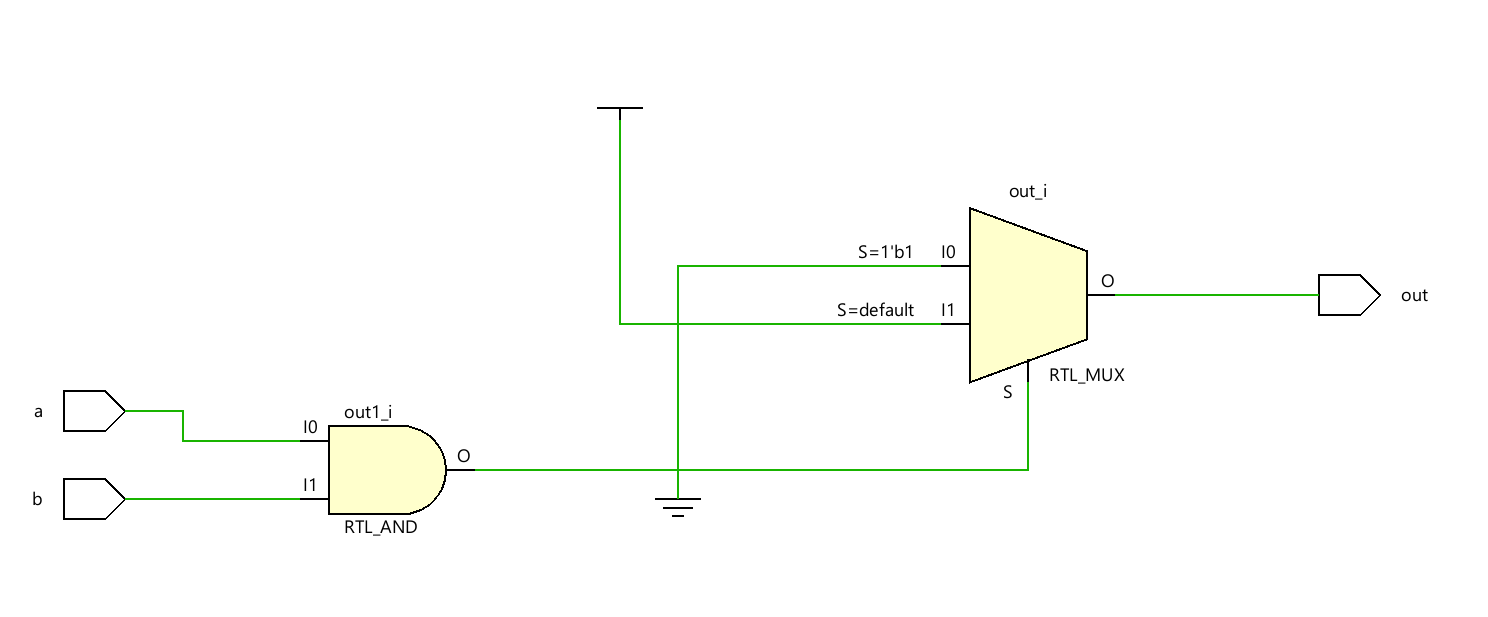 out_i
S=1'b1 I0
O
S=default I1
out
RTL_MUX
S
a
out1_i
I0
O
I1
b
RTL_AND